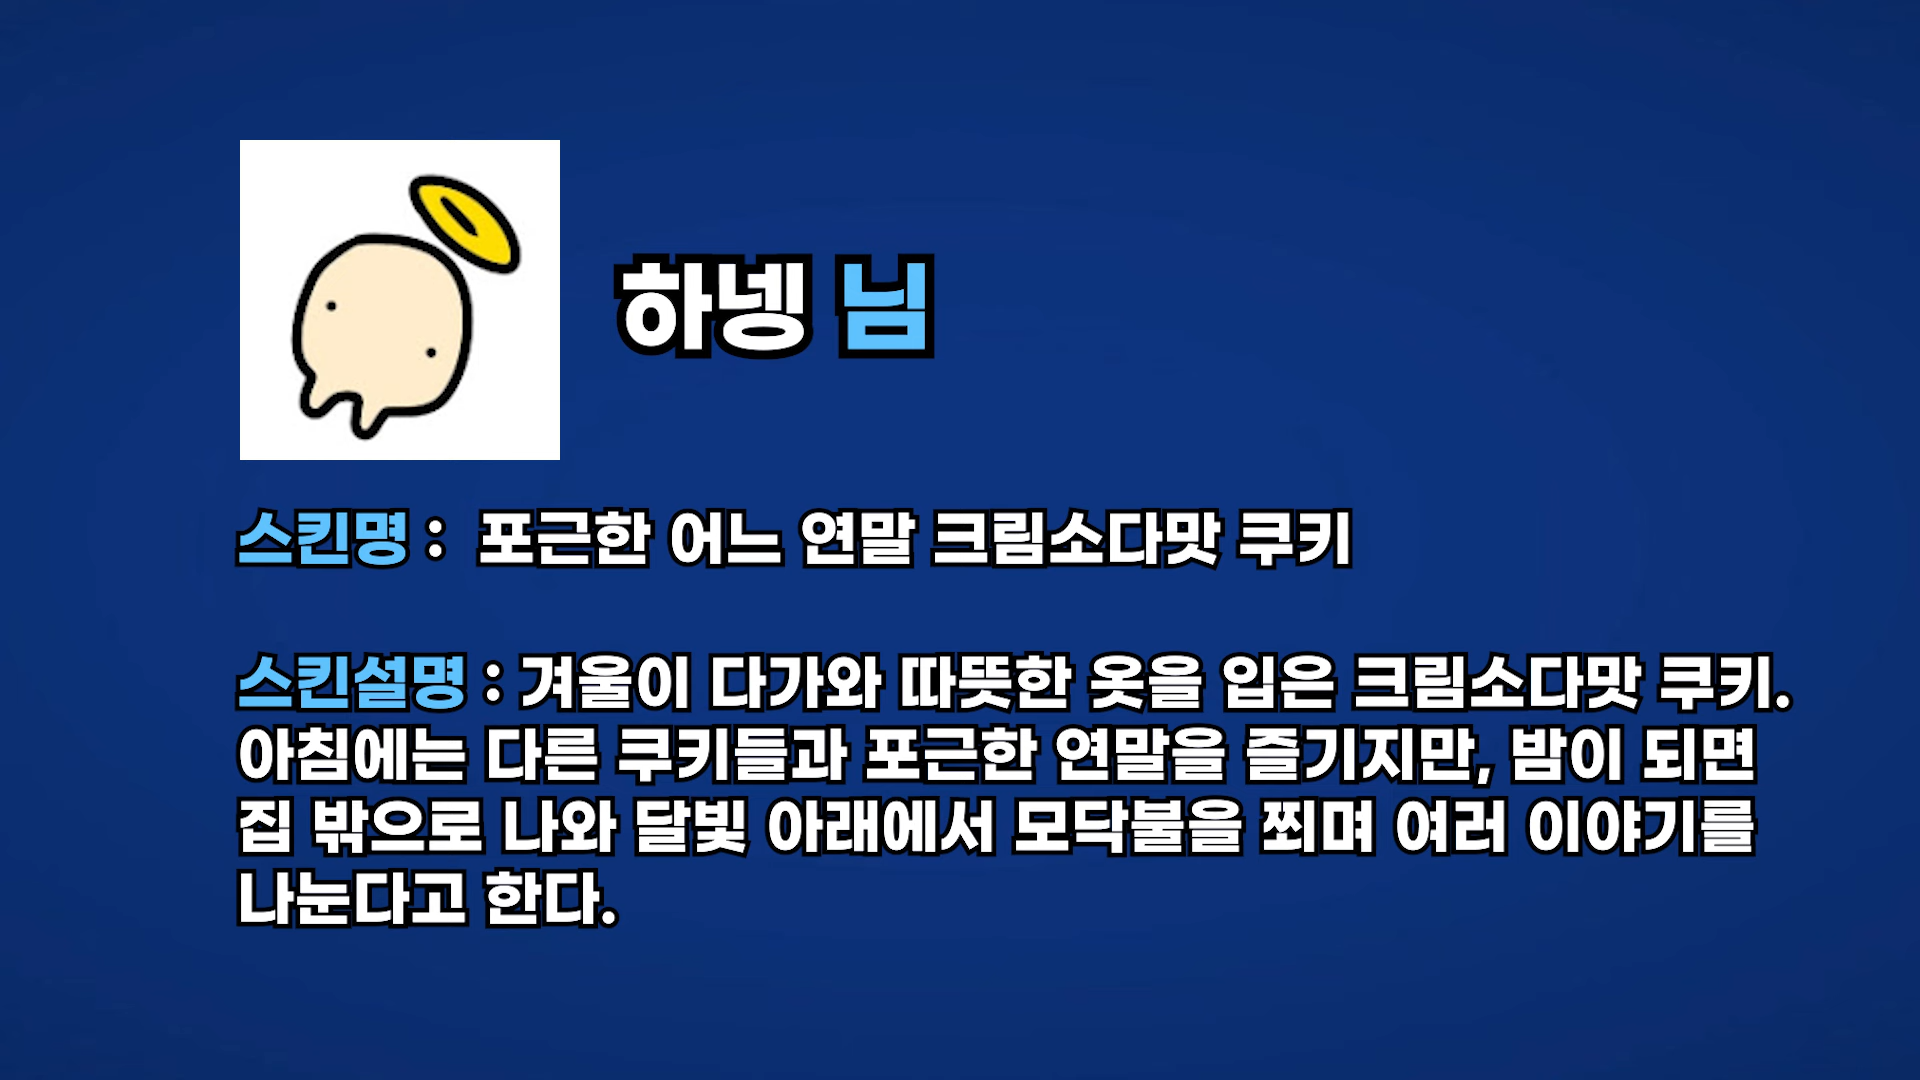 하넹 님
스킨명 : 포근한 어느 연말 크림소다맛 쿠키
스킨설명 : 겨울이 다가와 따뜻한 옷을 입은 크림소다맛 쿠키.
아침에는 다른 쿠키들과 포근한 연말을 즐기지만, 밤이 되면
집 밖으로 나와 달빛 아래에서 모닥불을 쬐며 여러 이야기를
나눈다고 한다.